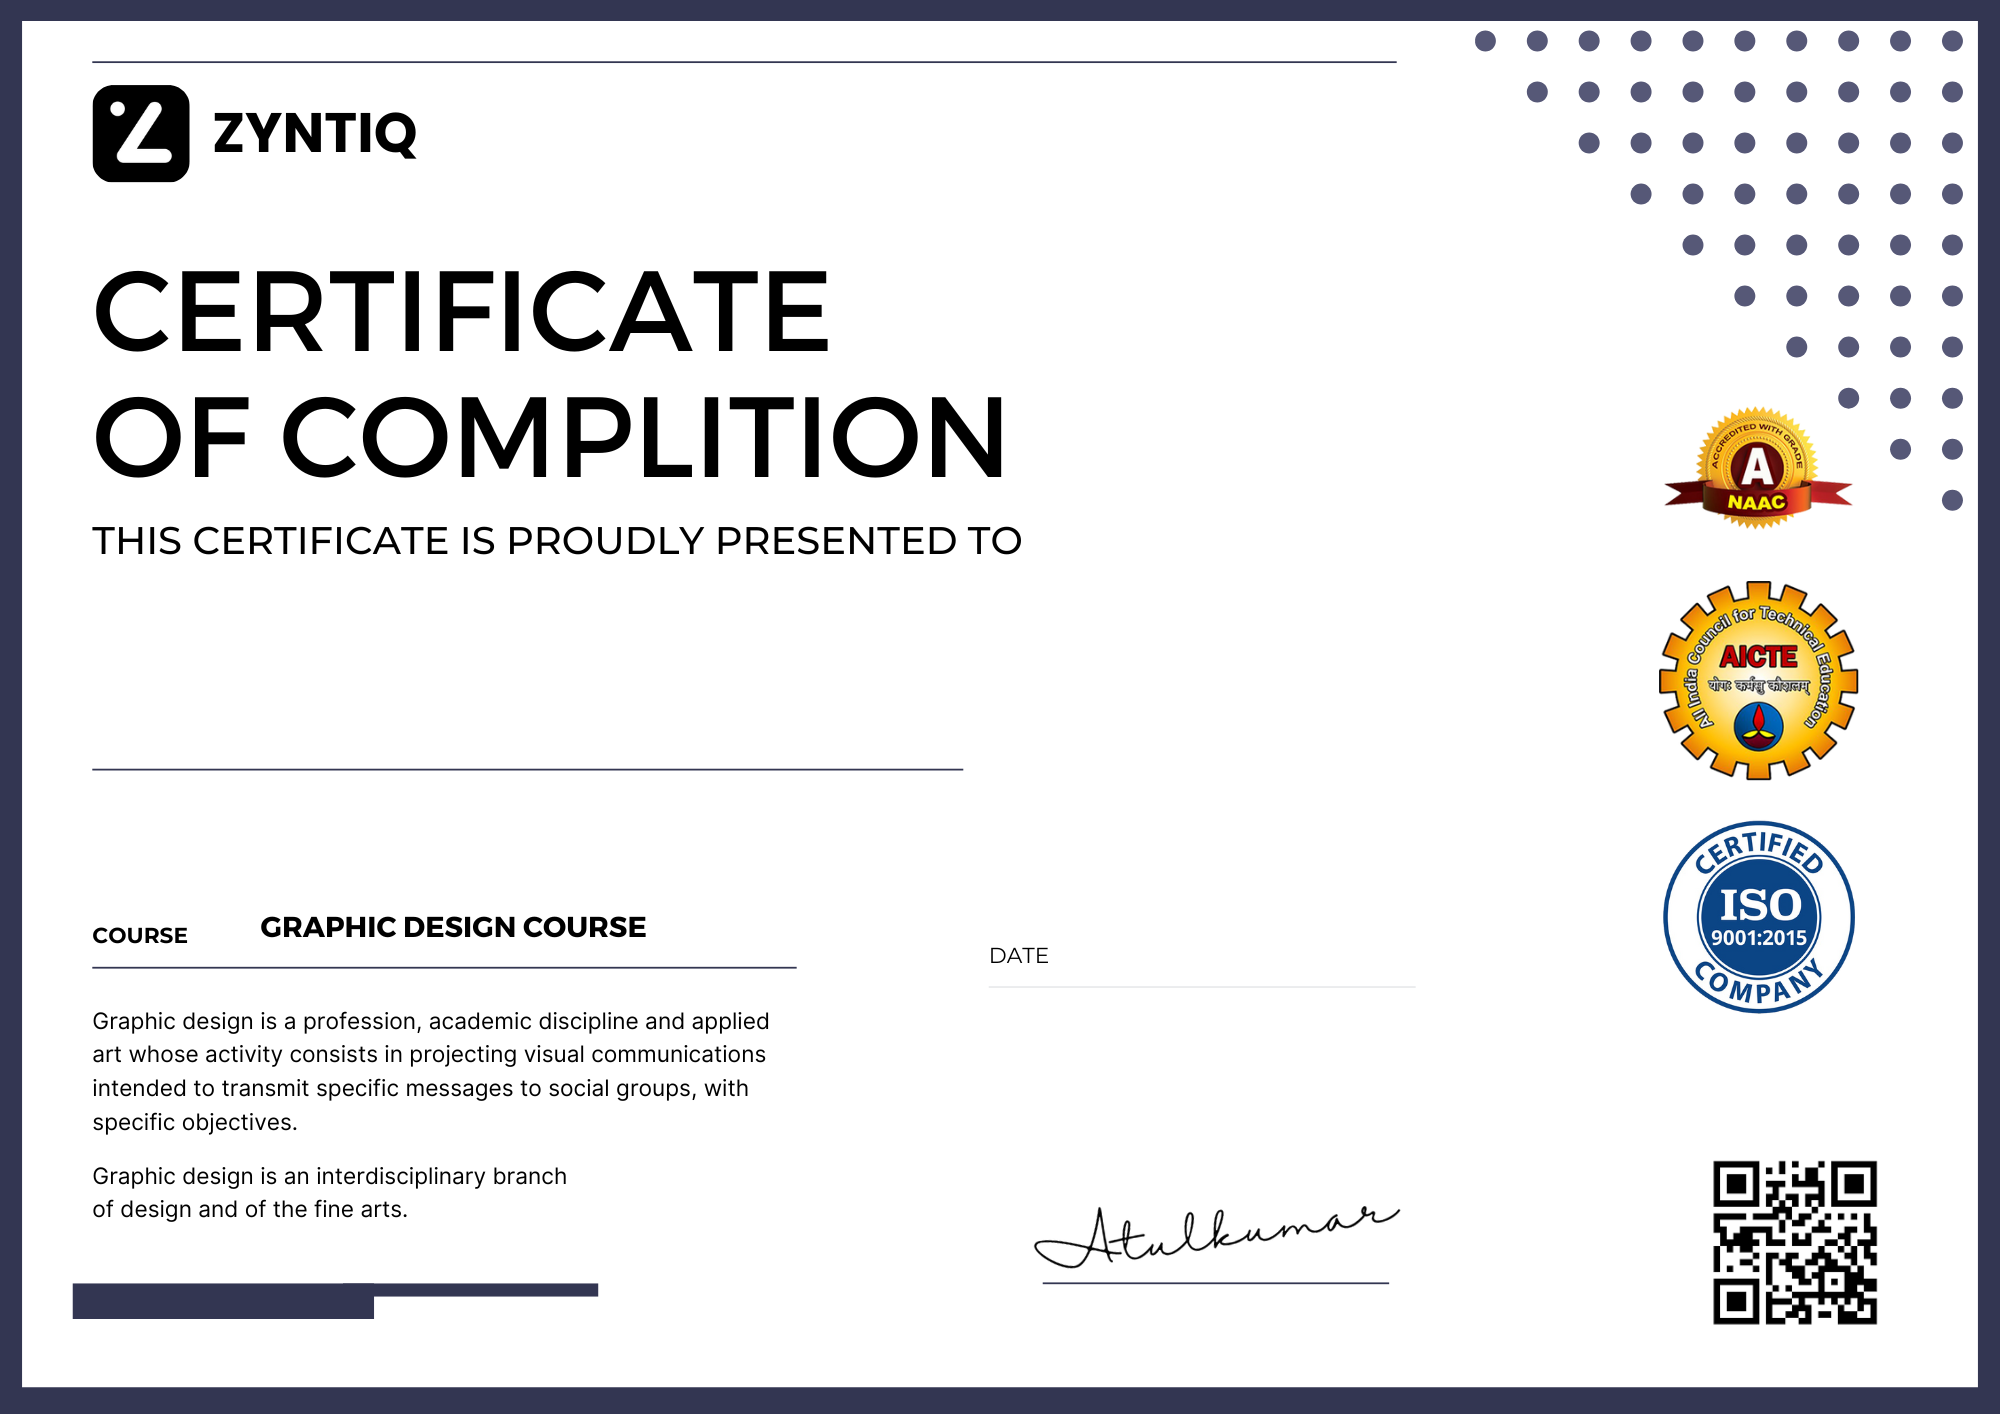 ZYNTIQ
CERTIFICATE
OF COMPLITION
THIS CERTIFICATE IS PROUDLY PRESENTED TO
ACCREDITED WITH GRADE
A
NAAC
All India Council for Technical Education
AICTE
योगः कर्मसु कौशलम्
CERTIFIED
ISO
9001:2015
COMPANY
COURSE GRAPHIC DESIGN COURSE
DATE
Graphic design is a profession, academic discipline and applied
art whose activity consists in projecting visual communications
intended to transmit specific messages to social groups, with
specific objectives.
Graphic design is an interdisciplinary branch
of design and of the fine arts.
Atulkumar